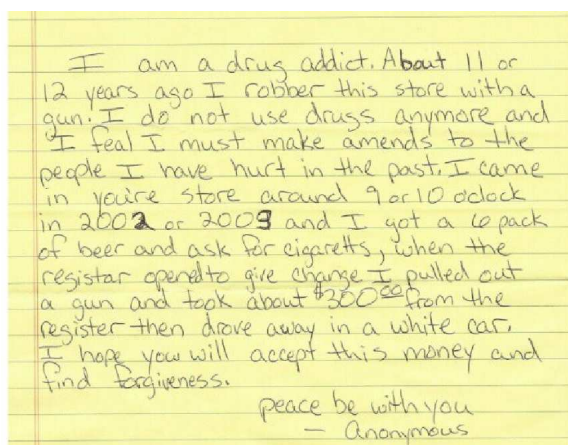 I am a drug addict. About 11 or
12 years ago I robber this store with a
gun. I do not use drugs anymore and
I feal I must make amends to the
people I have hurt in the past. I came
in you're store around 9 or 10 oclock
in 2002 or 2003 and I got a 6 pack
of beer and ask for cigaretts, when the
registar opened to give change I pulled out
a gun and took about $300.00 from the
register then drove away in a white car.
I hope you will accept this money and
find forgiveness.
peace be with you
— Anonymous